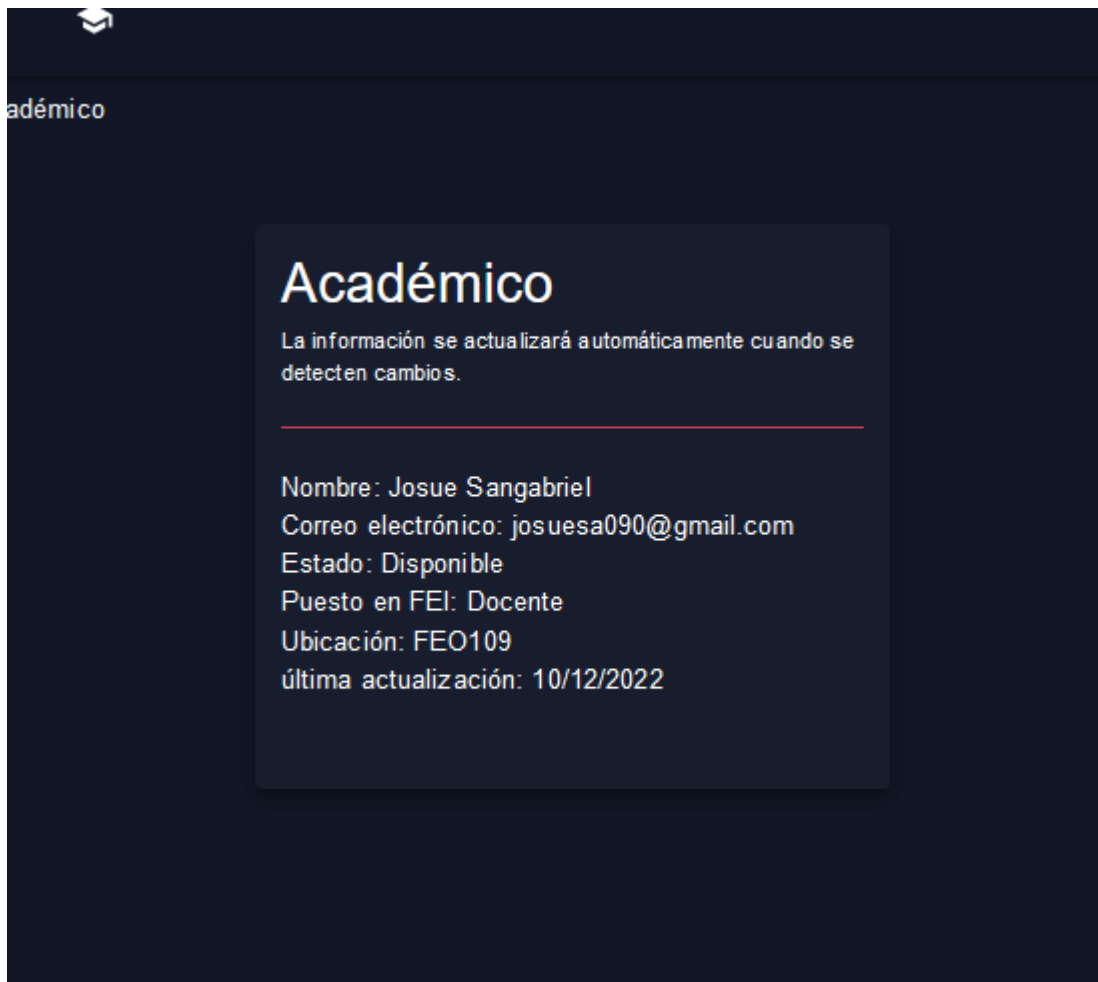 adémico
Académico
La información se actualizará automáticamente cuando se
detecten cambios.
Nombre: Josue Sangabriel
Correo electrónico: josuesa090@gmail.com
Estado: Disponible
Puesto en FEI: Docente
Ubicación: FEO109
última actualización: 10/12/2022